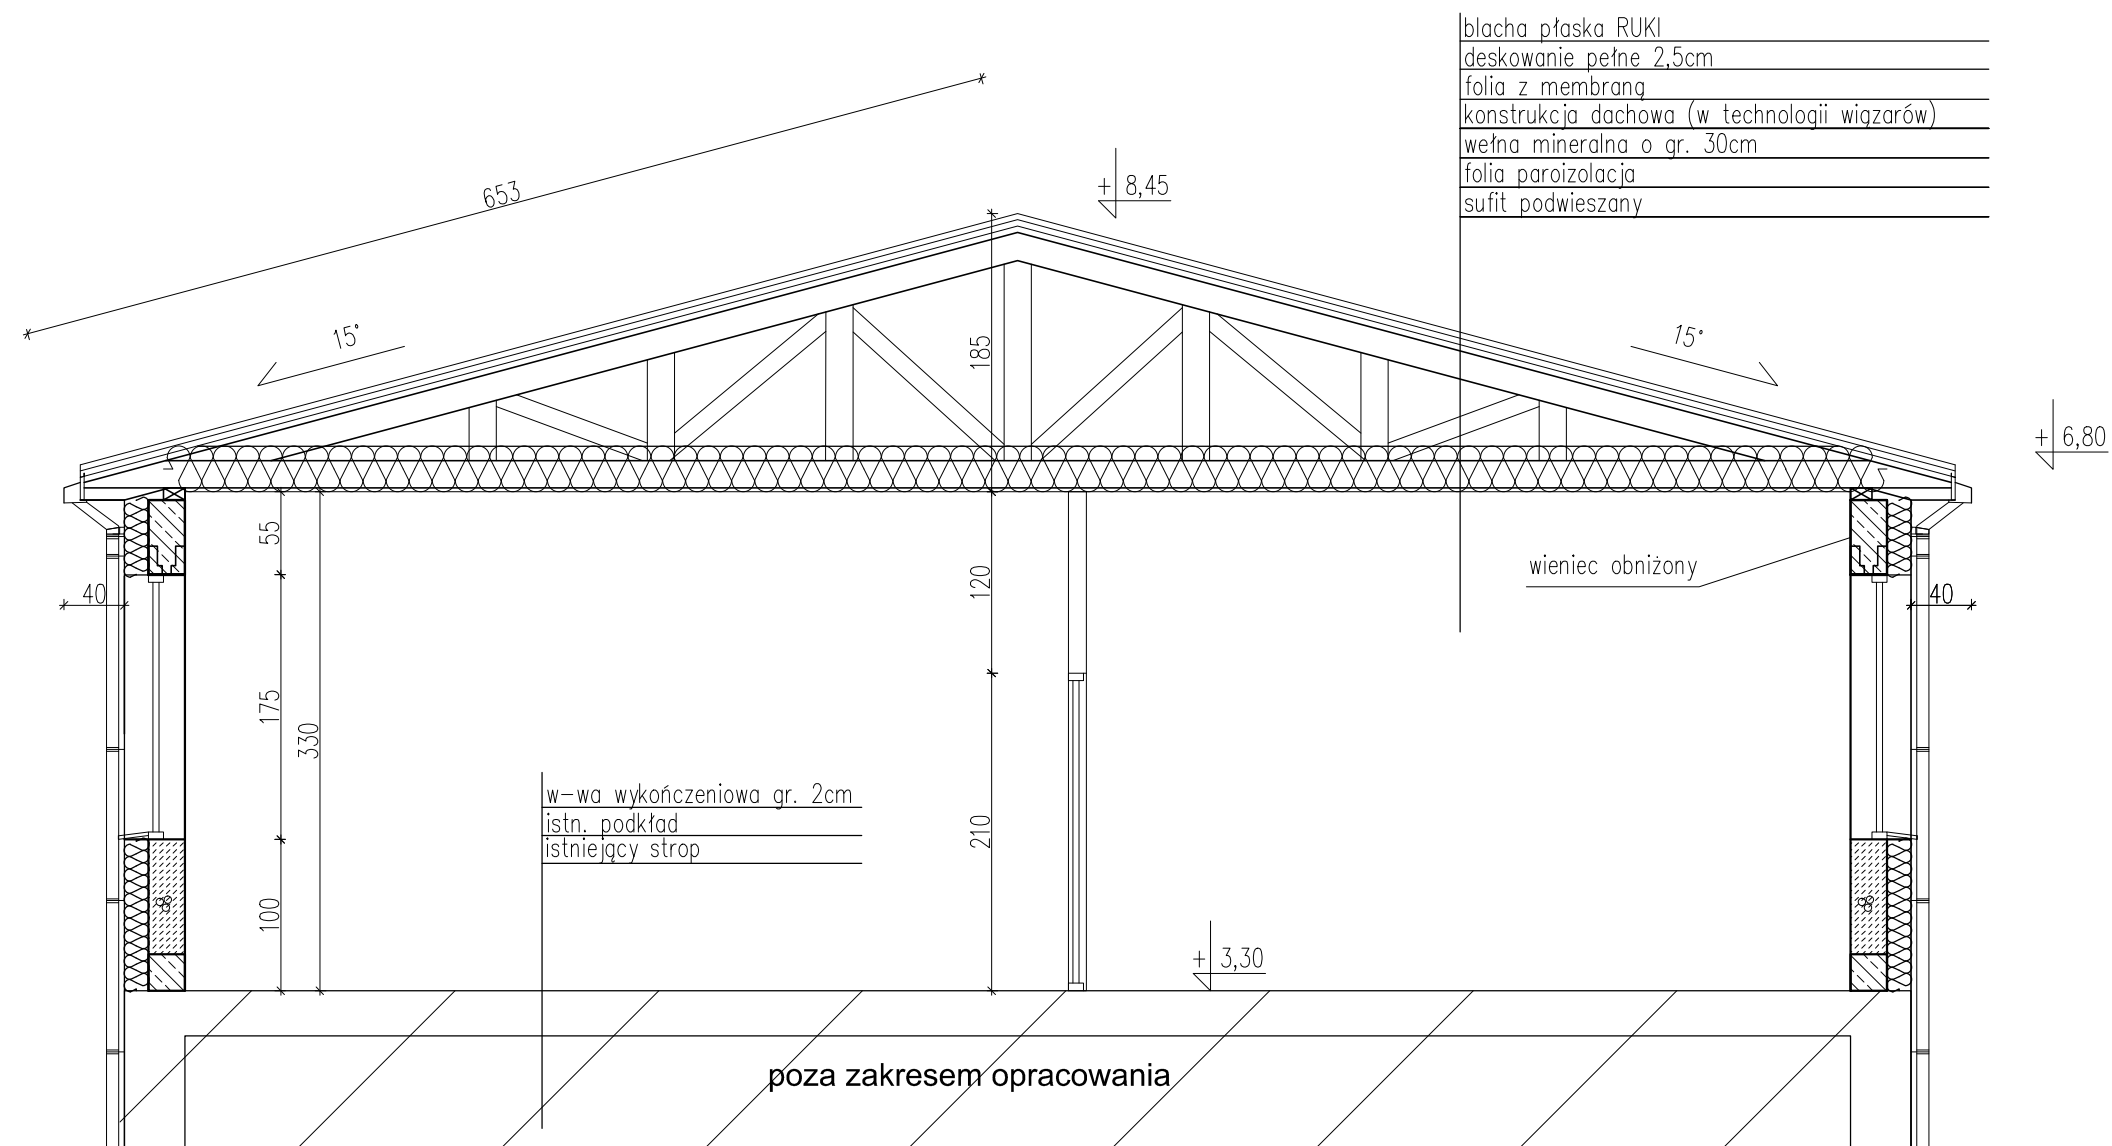 blacha płaska RUKI
deskowanie pełne 2,5cm
folia z membraną
konstrukcja dachowa (w technologii wiązarów)
wełna mineralna o gr. 30cm
folia paroizolacja
sufit podwieszany
653
+ 8,45
15°
15°
185
+ 6,80
55
120
wieniec obniżony
40
40
175
330
w-wa wykończeniowa gr. 2cm
istn. podkład
istniejący strop
210
100
+ 3,30
poza zakresem opracowania